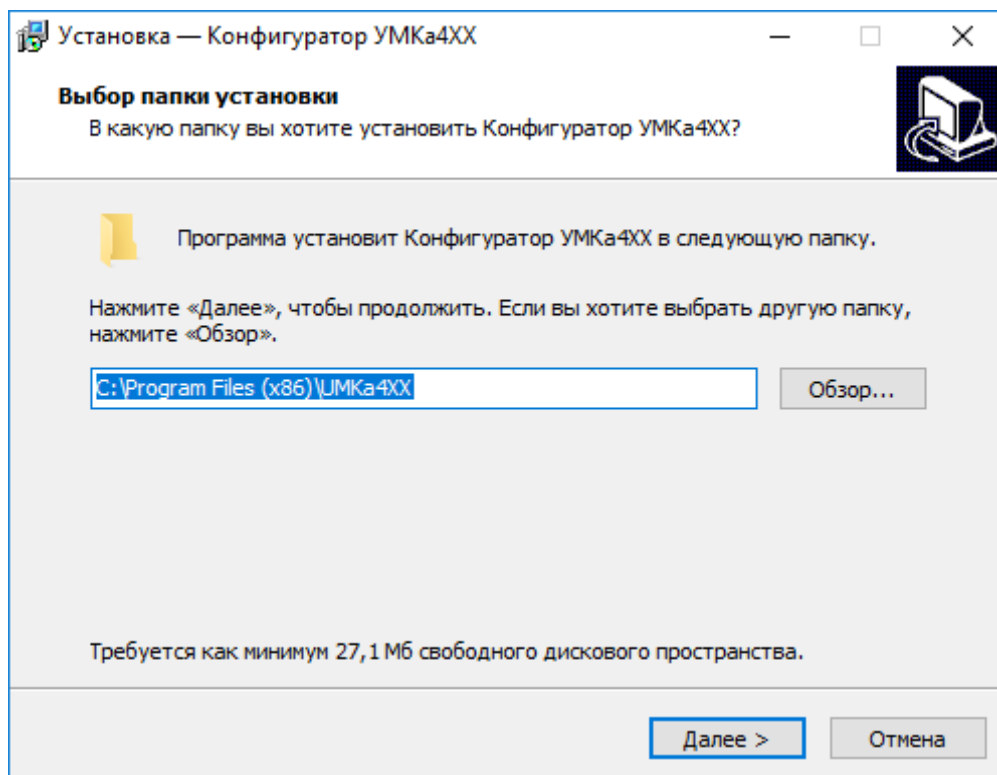 Установка — Конфигуратор УМКа4XX
Выбор папки установки
В какую папку вы хотите установить Конфигуратор УМКа4XX?
Программа установит Конфигуратор УМКа4XX в следующую папку.
Нажмите «Далее», чтобы продолжить. Если вы хотите выбрать другую папку,
нажмите «Обзор».
C:\Program Files (x86)\UMKa4XX
Обзор...
Требуется как минимум 27,1 Мб свободного дискового пространства.
Далее >
Отмена